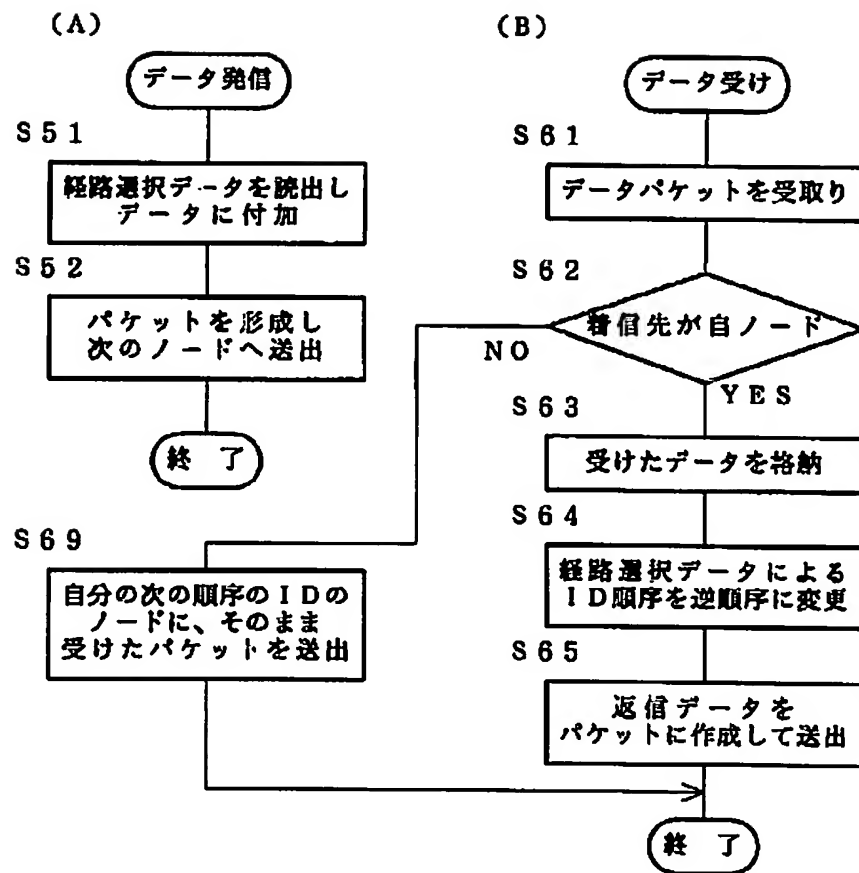 (A)
データ発信
S51
経路選択データを読出し
データに付加
S52
パケットを形成し
次のノードへ送出
終 了
(B)
データ受け
S61
データパケットを受取り
S62
着信先が自ノード
NO
YES
S63
受けたデータを格納
S64
経路選択データによる
ID順序を逆順序に変更
S65
返信データを
パケットに作成して送出
S69
自分の次の順序のIDの
ノードに、そのまま
受けたパケットを送出
終 了